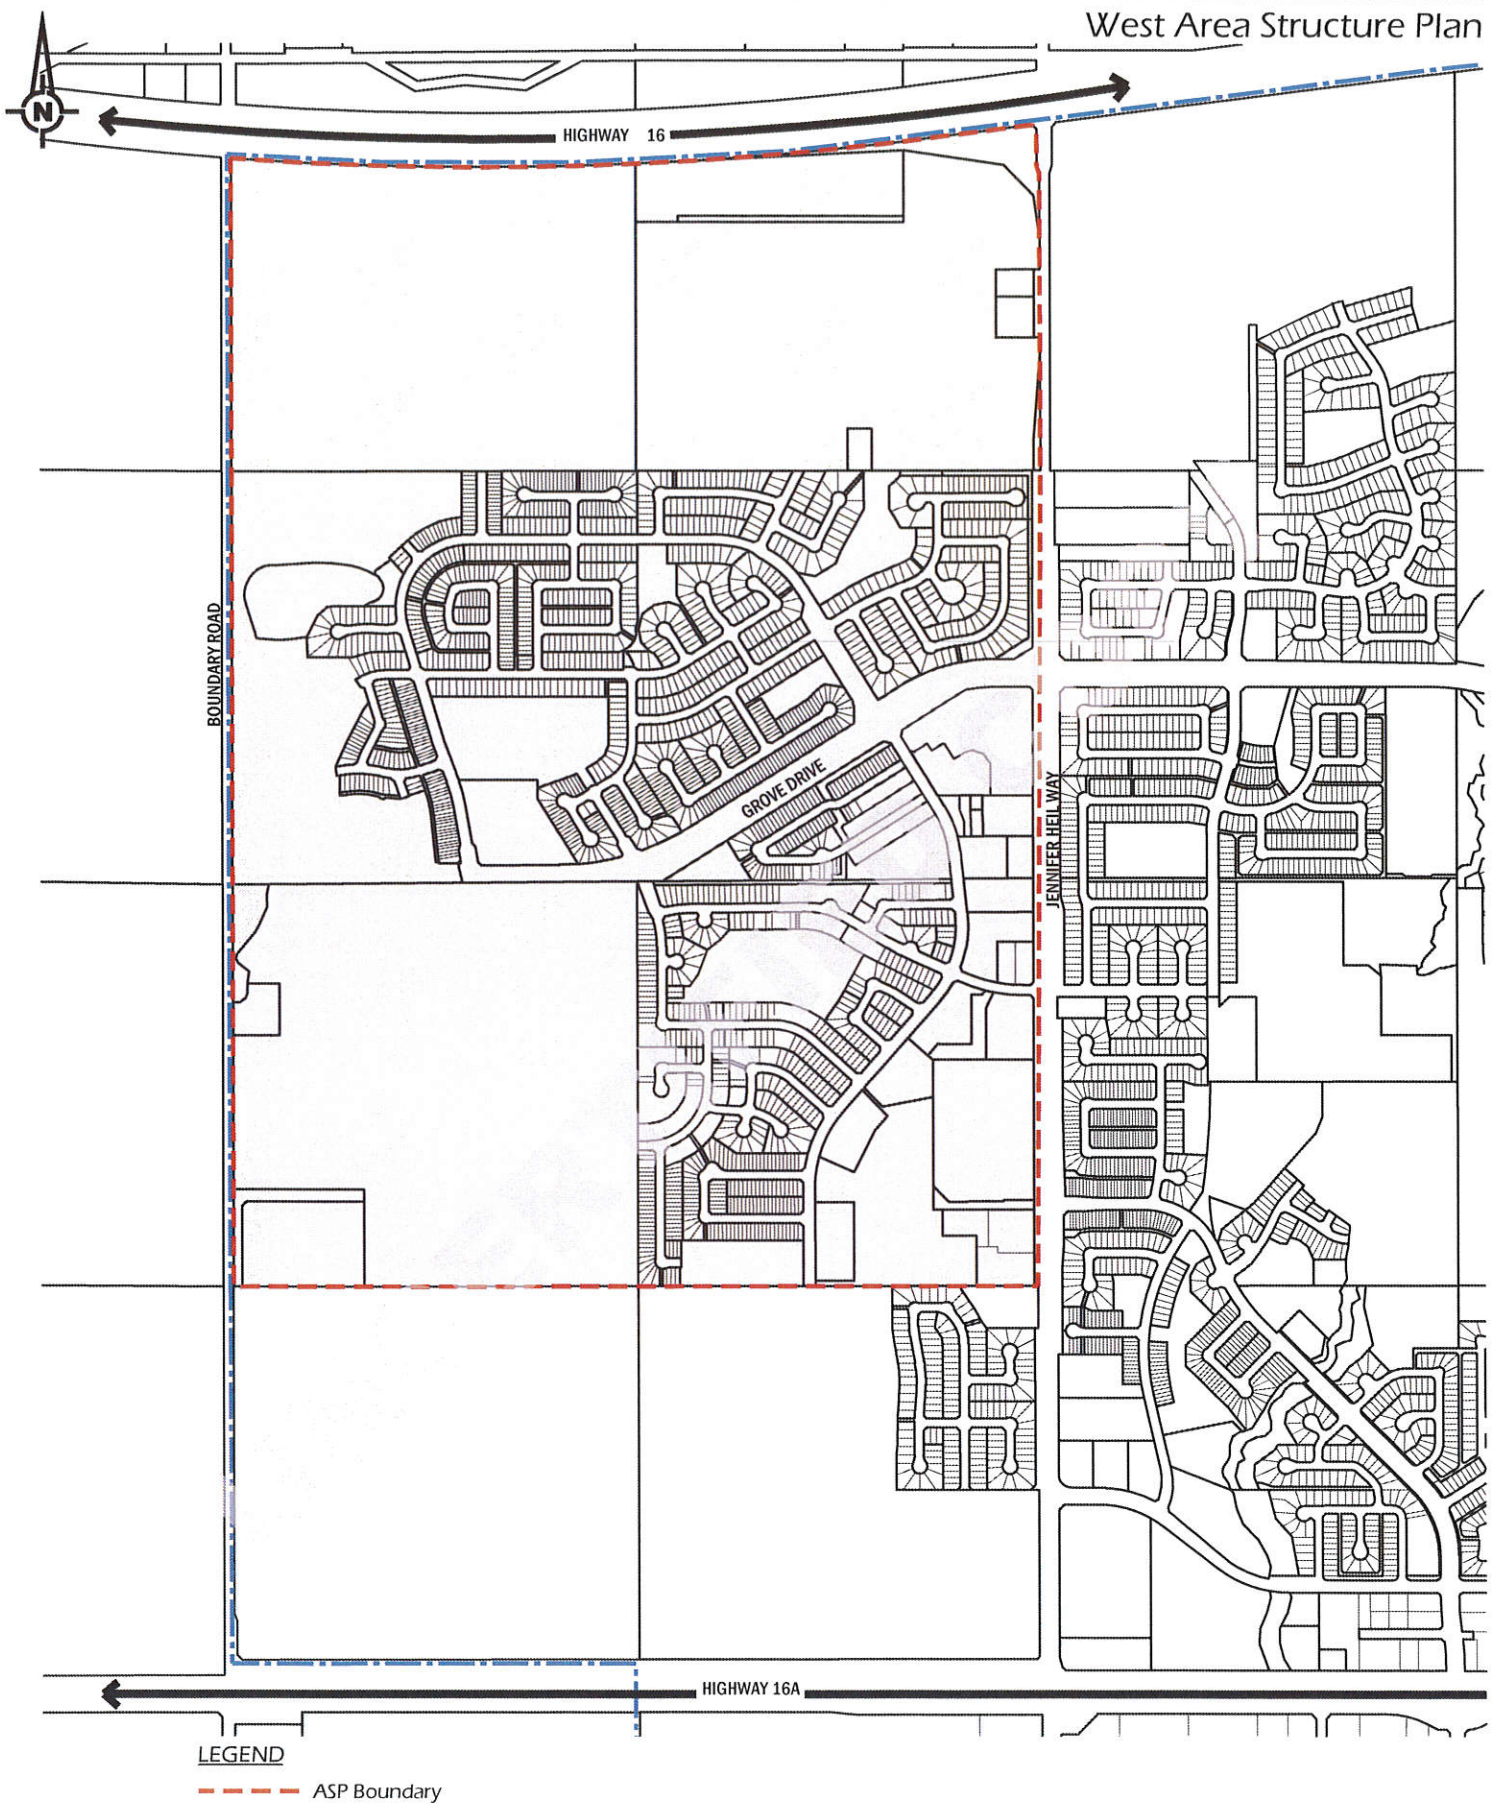 West Area Structure Plan
N
HIGHWAY 16
BOUNDARY ROAD
GROVE DRIVE
JENNIFER HEIL WAY
HIGHWAY 16A
LEGEND
ASP Boundary